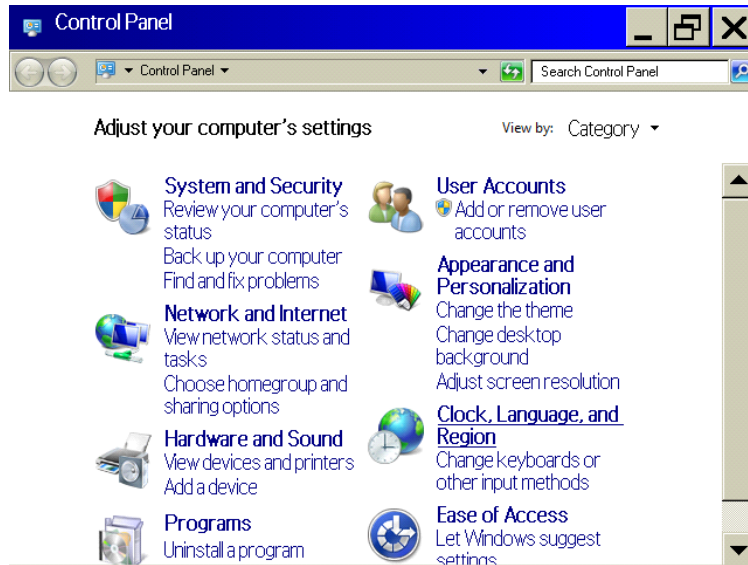 Control Panel
Control Panel
Search Control Panel
Adjust your computer's settings
View by: Category
System and Security
Review your computer's
status
Back up your computer
Find and fix problems
Network and Internet
View network status and
tasks
Choose homegroup and
sharing options
Hardware and Sound
View devices and printers
Add a device
Programs
Uninstall a program
User Accounts
Add or remove user
accounts
Appearance and
Personalization
Change the theme
Change desktop
background
Adjust screen resolution
Clock, Language, and
Region
Change keyboards or
other input methods
Ease of Access
Let Windows suggest
settings